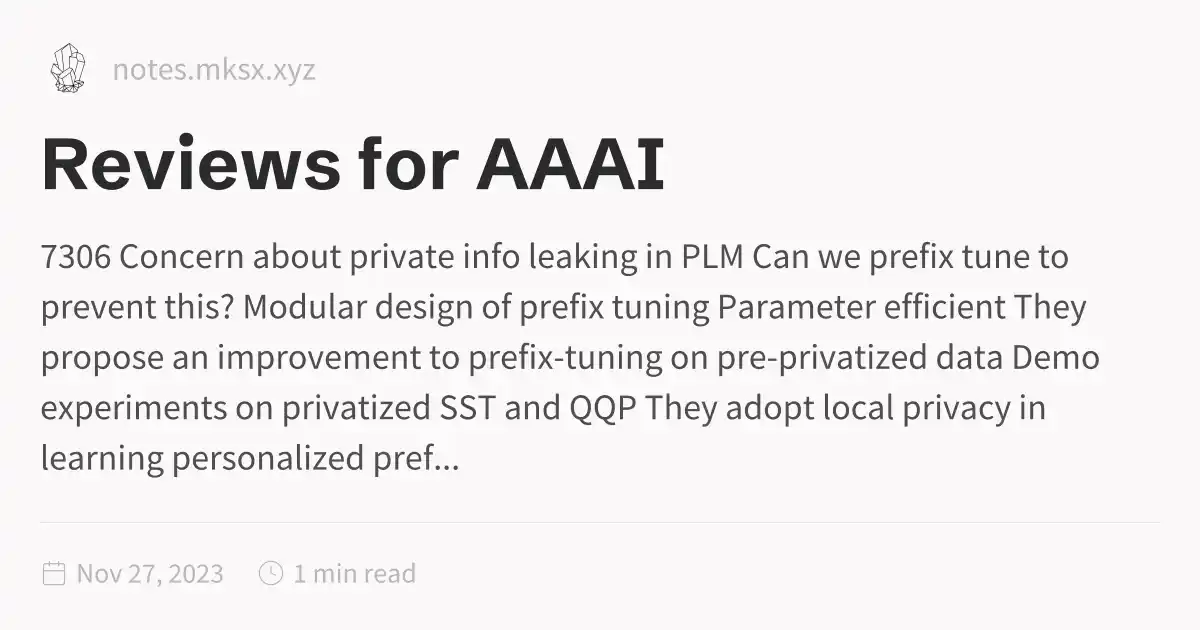 notes.mksx.xyz
Reviews for AAAI
7306 Concern about private info leaking in PLM Can we prefix tune to
prevent this? Modular design of prefix tuning Parameter efficient They
propose an improvement to prefix-tuning on pre-privatized data Demo
experiments on privatized SST and QQP They adopt local privacy in
learning personalized pref...
Nov 27, 2023 1 min read